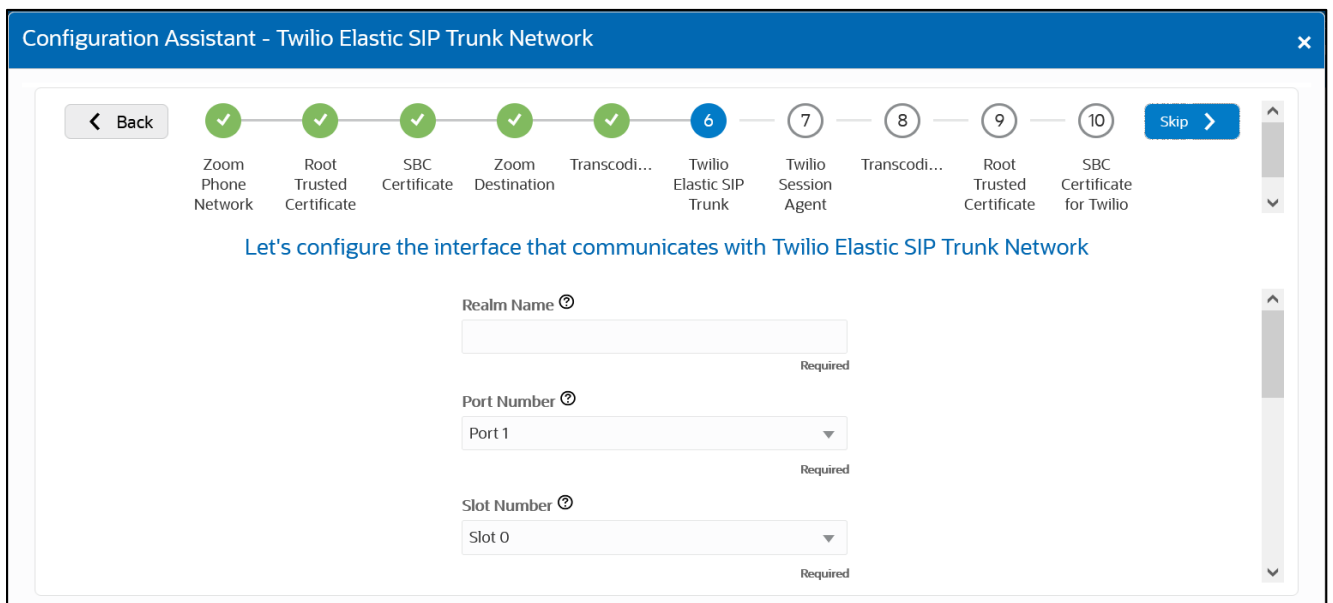 Configuration Assistant - Twilio Elastic SIP Trunk Network
×
Back
6
7
8
9
10
Skip
Zoom Phone Network
Root Trusted Certificate
SBC Certificate
Zoom Destination
Transcodi...
Twilio Elastic SIP Trunk
Twilio Session Agent
Transcodi...
Root Trusted Certificate
SBC Certificate for Twilio
Let's configure the interface that communicates with Twilio Elastic SIP Trunk Network
Realm Name ?
Required
Port Number ?
Port 1
Required
Slot Number ?
Slot 0
Required